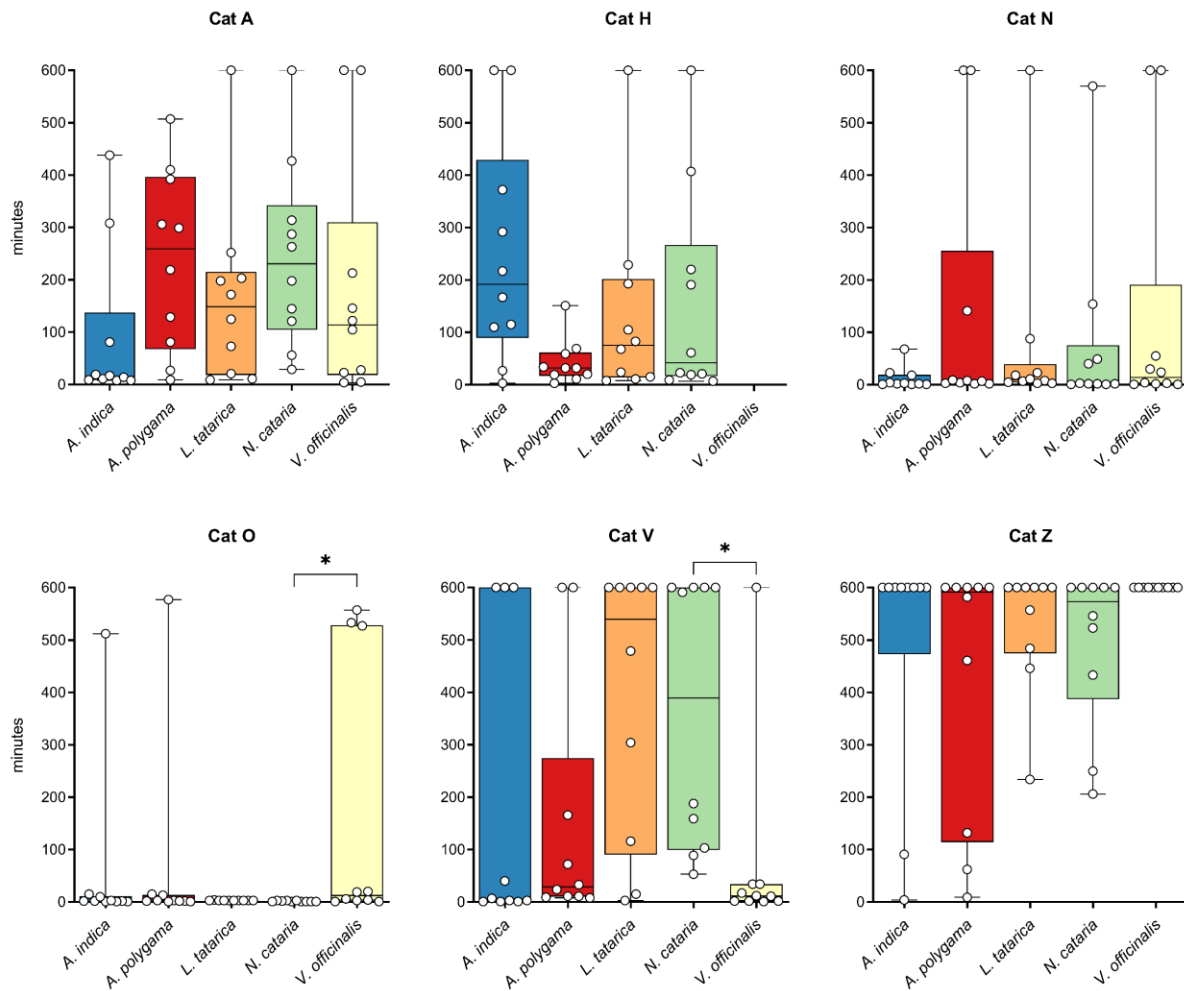 Cat A Cat H Cat N
600 600 600
500 500 500
400 400 400
300 300 300
200 200 200
100 100 100
0 0 0
minutes
A. indica A. polygama L. tatarica N. cataria V. officinalis A. indica A. polygama L. tatarica N. cataria V. officinalis A. indica A. polygama L. tatarica N. cataria V. officinalis
Cat O Cat V Cat Z
* *
600 600 600
500 500 500
400 400 400
300 300 300
200 200 200
100 100 100
0 0 0
minutes
A. indica A. polygama L. tatarica N. cataria V. officinalis A. indica A. polygama L. tatarica N. cataria V. officinalis A. indica A. polygama L. tatarica N. cataria V. officinalis